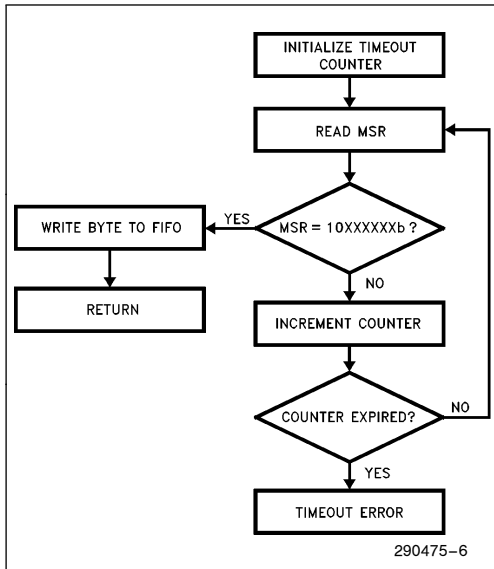 INITIALIZE TIMEOUT
COUNTER
READ MSR
MSR = 10XXXXXXb ?
YES
WRITE BYTE TO FIFO
RETURN
NO
INCREMENT COUNTER
COUNTER EXPIRED?
NO
YES
TIMEOUT ERROR
290475-6